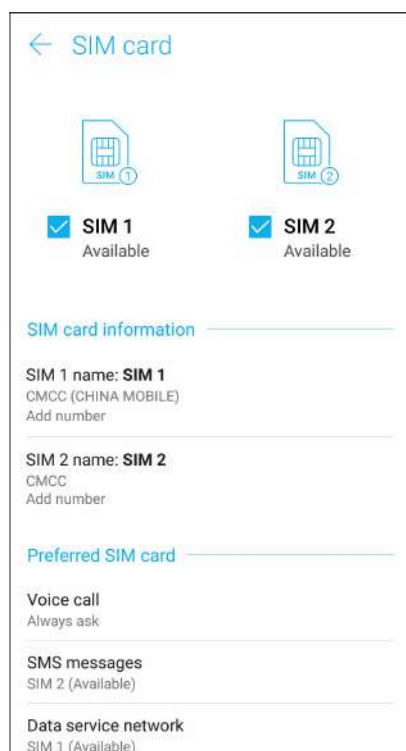 SIM card
SIM 1
SIM 2
SIM 1
Available
SIM 2
Available
SIM card information
SIM 1 name: SIM 1
CMCC (CHINA MOBILE)
Add number
SIM 2 name: SIM 2
CMCC
Add number
Preferred SIM card
Voice call
Always ask
SMS messages
SIM 2 (Available)
Data service network
SIM 1 (Available)